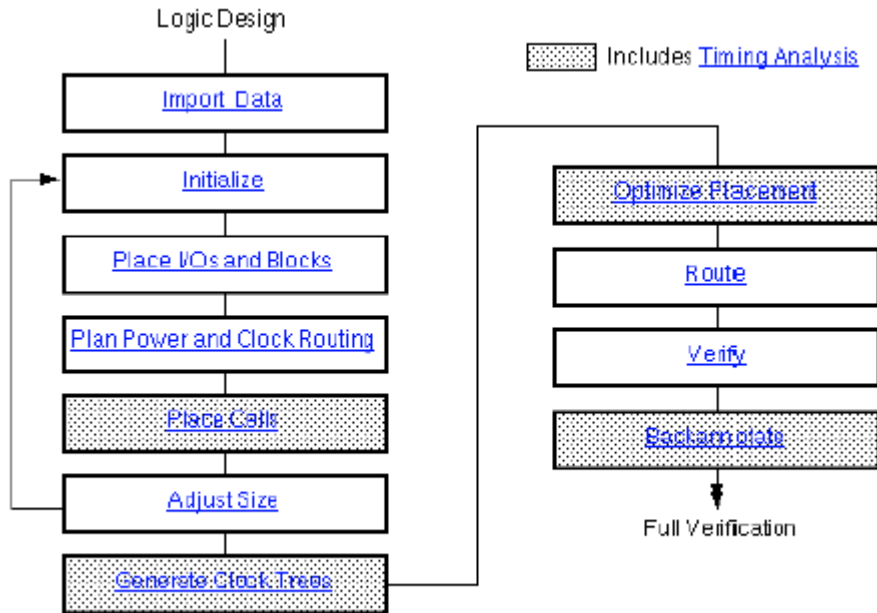 Logic Design
Includes Timing Analysis
Import Data
Initialize
Place I/Os and Blocks
Plan Power and Clock Routing
Place Cells
Adjust Size
Generate Clock Trees
Optimize Placement
Route
Verify
Backannotate
Full Verification